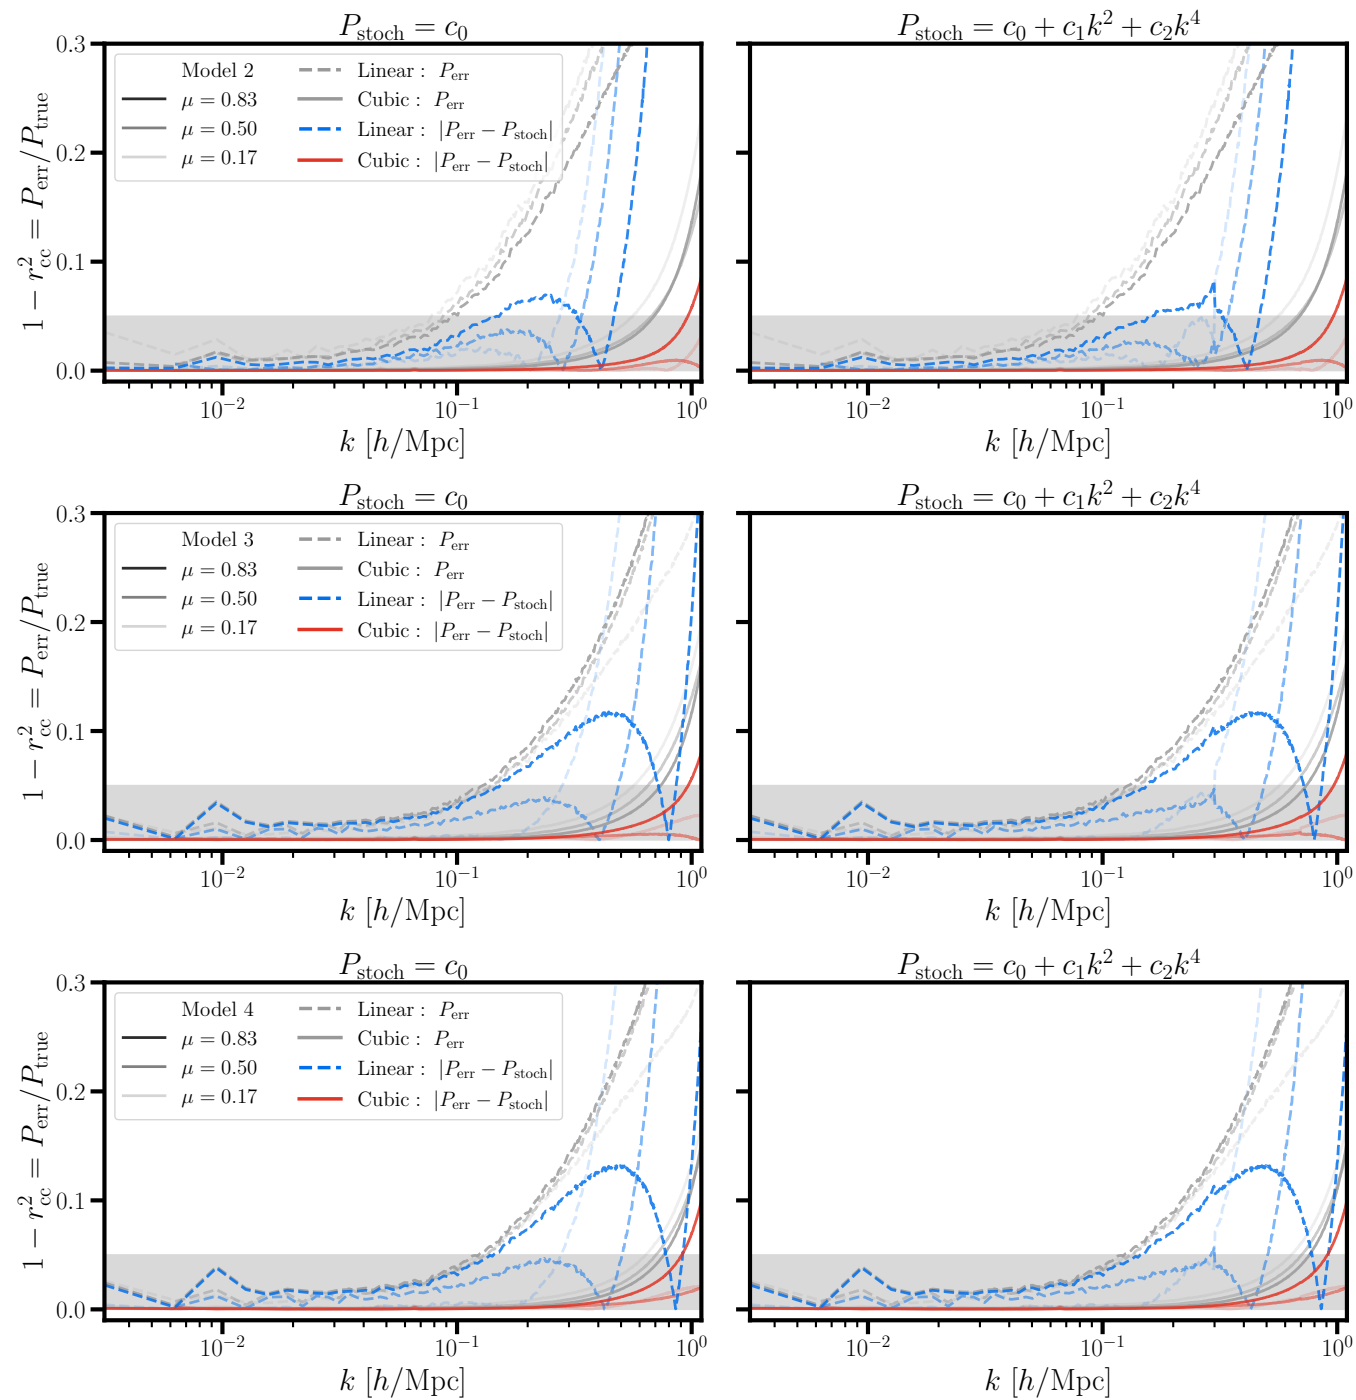 P_stoch = c_0
P_stoch = c_0 + c_1k^2 + c_2k^4
1 − r_cc^2 = P_err/P_true
0.3
0.2
0.1
0.0
Model 2
μ = 0.83
μ = 0.50
μ = 0.17
Linear : P_err
Cubic : P_err
Linear : |P_err − P_stoch|
Cubic : |P_err − P_stoch|
10^−2 10^−1 10^0
10^−2 10^−1 10^0
k [h/Mpc]
k [h/Mpc]
P_stoch = c_0
P_stoch = c_0 + c_1k^2 + c_2k^4
1 − r_cc^2 = P_err/P_true
0.3
0.2
0.1
0.0
Model 3
μ = 0.83
μ = 0.50
μ = 0.17
Linear : P_err
Cubic : P_err
Linear : |P_err − P_stoch|
Cubic : |P_err − P_stoch|
10^−2 10^−1 10^0
10^−2 10^−1 10^0
k [h/Mpc]
k [h/Mpc]
P_stoch = c_0
P_stoch = c_0 + c_1k^2 + c_2k^4
1 − r_cc^2 = P_err/P_true
0.3
0.2
0.1
0.0
Model 4
μ = 0.83
μ = 0.50
μ = 0.17
Linear : P_err
Cubic : P_err
Linear : |P_err − P_stoch|
Cubic : |P_err − P_stoch|
10^−2 10^−1 10^0
10^−2 10^−1 10^0
k [h/Mpc]
k [h/Mpc]